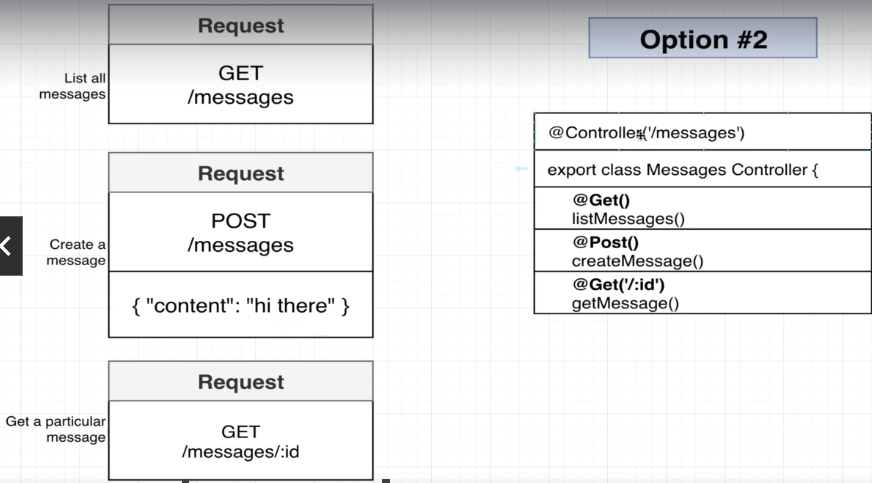 Request
List all
messages
GET
/messages
Request
Create a
message
POST
/messages
{ "content": "hi there" }
Request
Get a particular
message
GET
/messages/:id
Option #2
@Controller('/messages')
export class Messages Controller {
@Get()
listMessages()
@Post()
createMessage()
@Get('/:id')
getMessage()